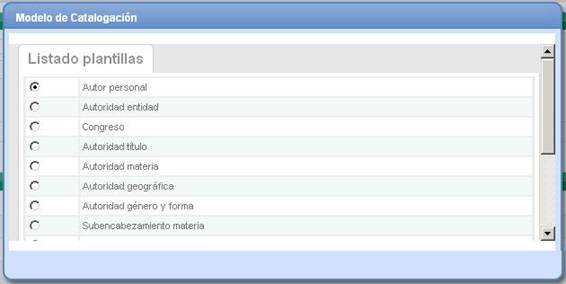 Modelo de Catalogación
Listado plantillas
Autor personal
Autoridad entidad
Congreso
Autoridad título
Autoridad materia
Autoridad geográfica
Autoridad género y forma
Subencabezamiento materia